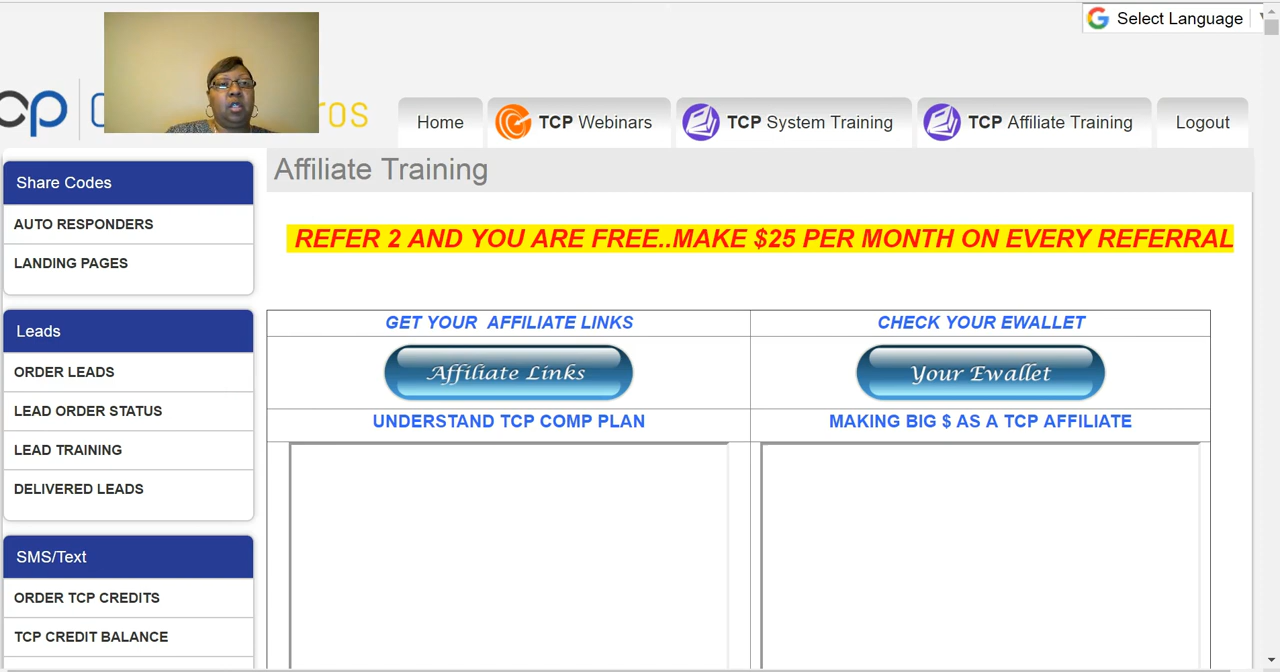 Select Language
cp
ros
Home
TCP Webinars
TCP System Training
TCP Affiliate Training
Logout
Affiliate Training
Share Codes
AUTO RESPONDERS
LANDING PAGES
REFER 2 AND YOU ARE FREE..MAKE $25 PER MONTH ON EVERY REFERRAL
Leads
ORDER LEADS
LEAD ORDER STATUS
LEAD TRAINING
DELIVERED LEADS
GET YOUR AFFILIATE LINKS
CHECK YOUR EWALLET
Affiliate Links
Your Ewallet
UNDERSTAND TCP COMP PLAN
MAKING BIG $ AS A TCP AFFILIATE
SMS/Text
ORDER TCP CREDITS
TCP CREDIT BALANCE